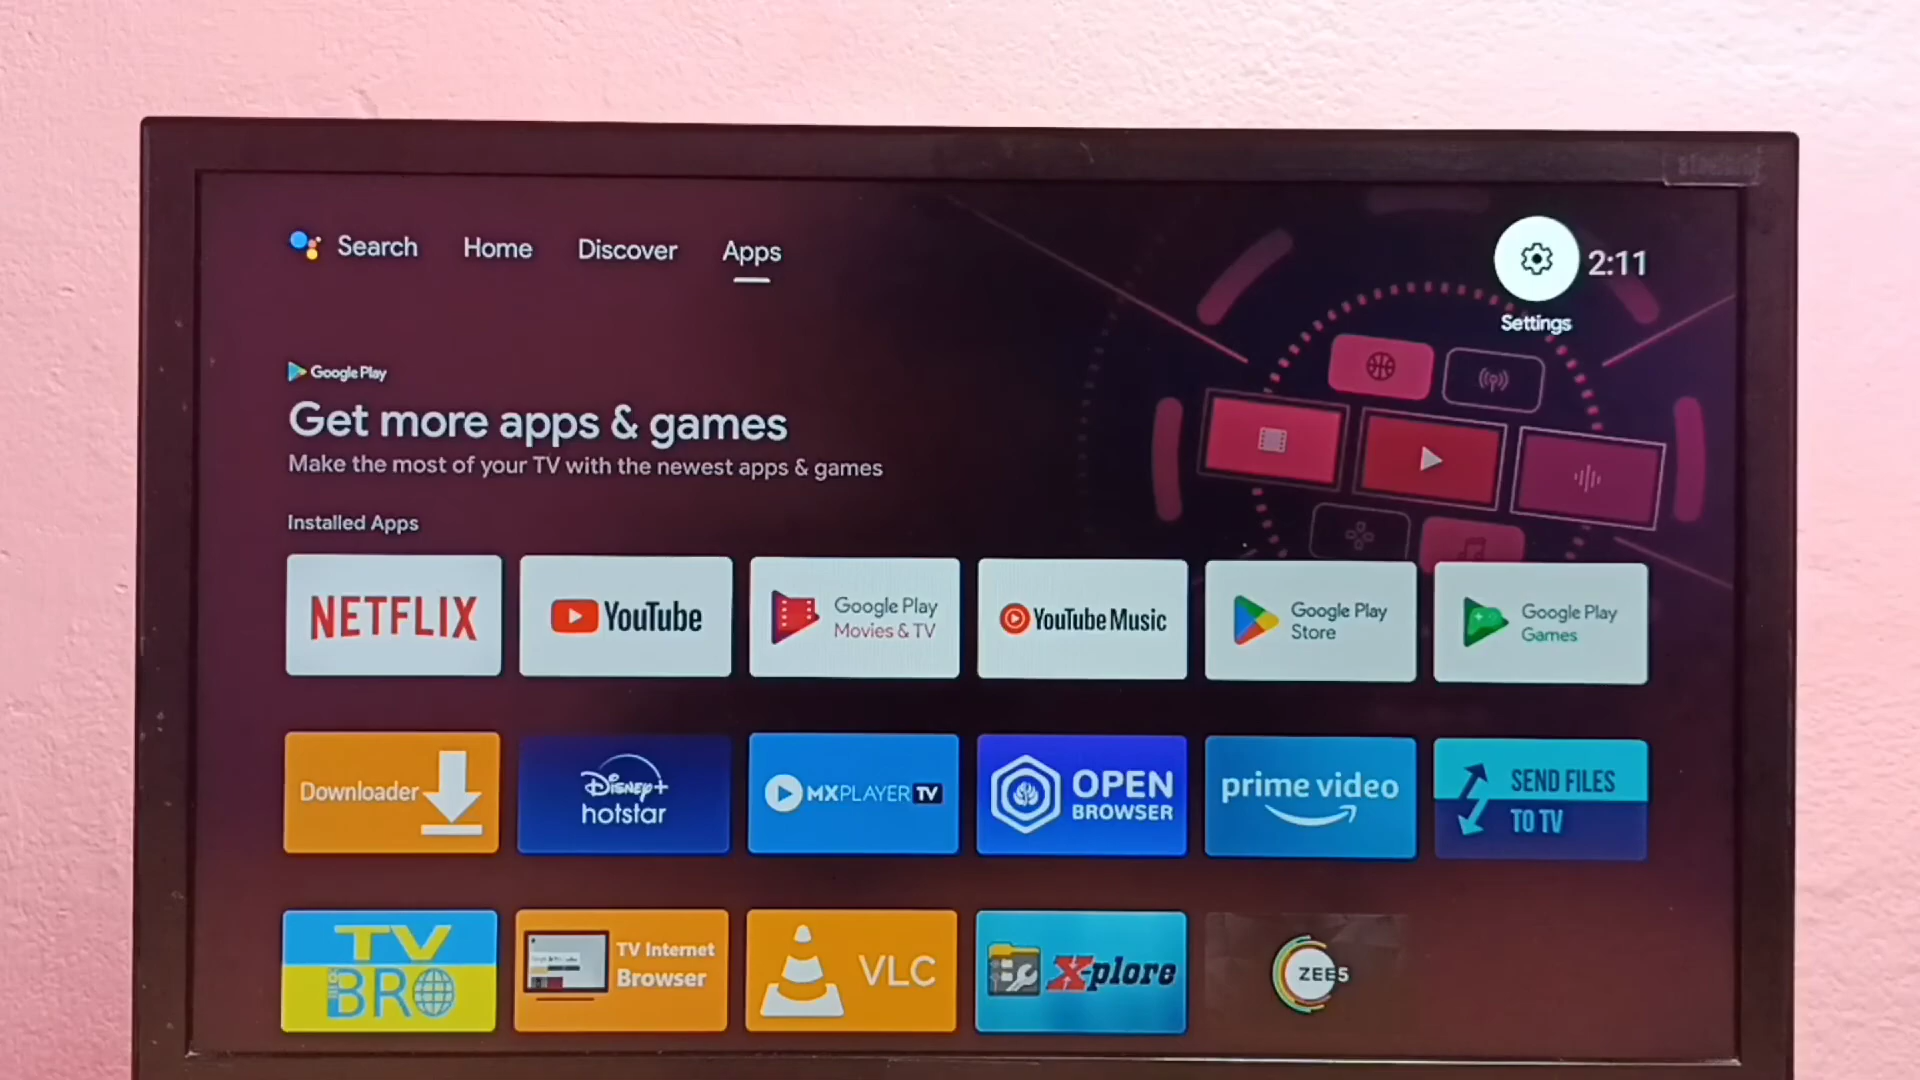 Search Home Discover Apps
2:11
Settings
Google Play
Get more apps & games
Make the most of your TV with the newest apps & games
Installed Apps
NETFLIX
YouTube
Google Play
Movies & TV
YouTube Music
Google Play
Store
Google Play
Games
Downloader
Disney+
hotstar
MXPLAYER TV
OPEN
BROWSER
prime video
SEND FILES
TO TV
TV
BRO
TV Internet
Browser
VLC
X-plore
ZEE5